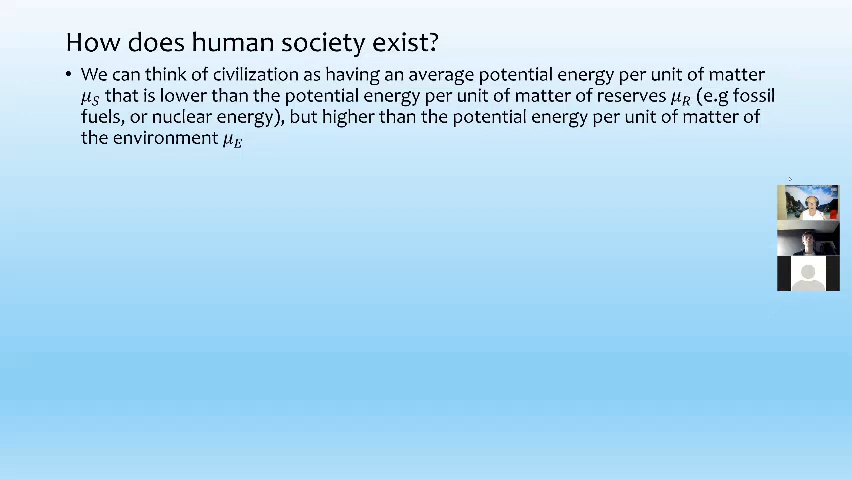 How does human society exist?
• We can think of civilization as having an average potential energy per unit of matter
μS that is lower than the potential energy per unit of matter of reserves μR (e.g fossil
fuels, or nuclear energy), but higher than the potential energy per unit of matter of
the environment μE